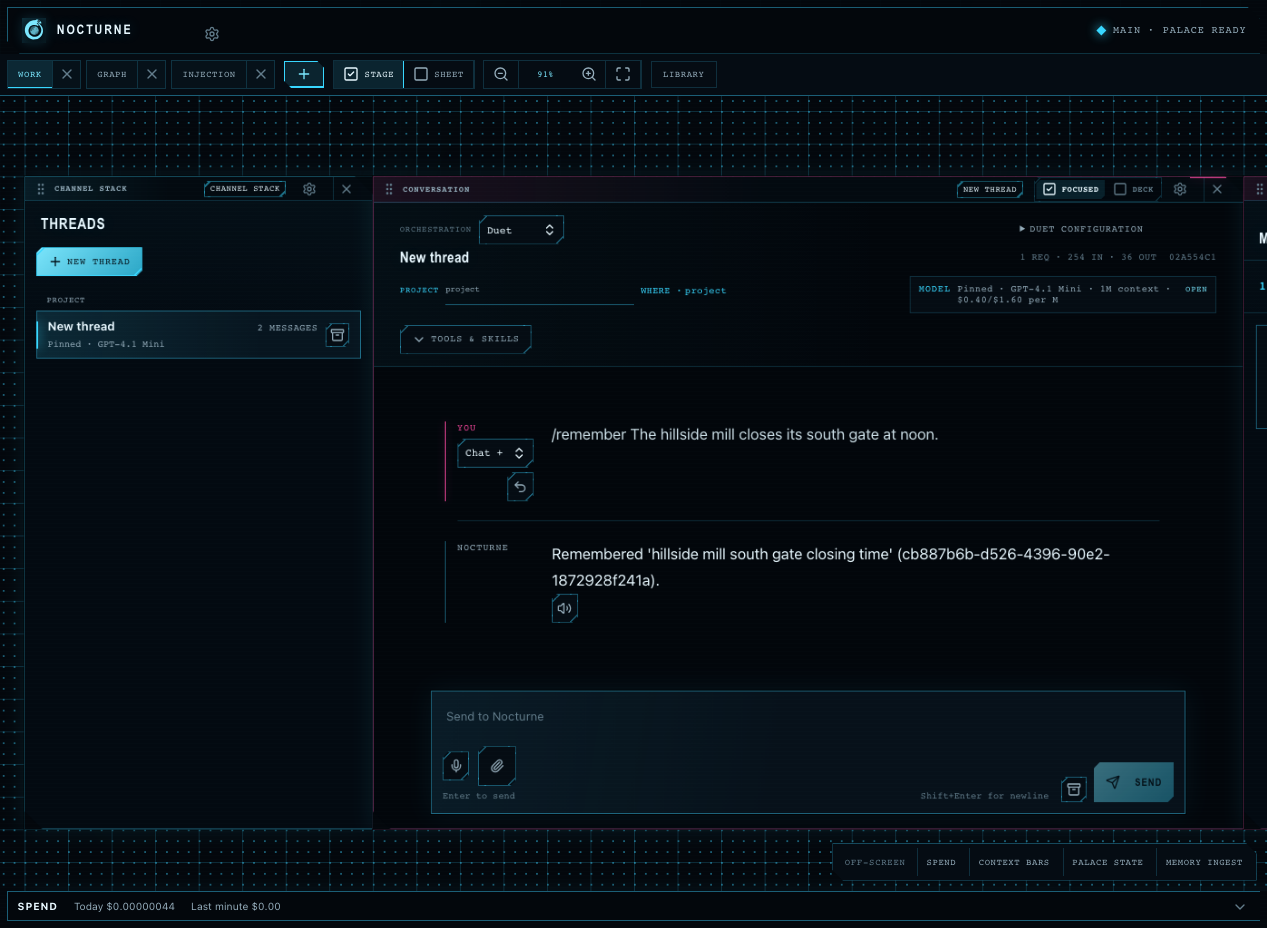 NOCTURNE
MAIN · PALACE READY
WORK
GRAPH
INJECTION
STAGE
SHEET
91%
LIBRARY
CHANNEL STACK
CHANNEL STACK
CONVERSATION
NEW THREAD
FOCUSED
DECK
THREADS
NEW THREAD
PROJECT
New thread
2 MESSAGES
Pinned · GPT-4.1 Mini
ORCHESTRATION
Duet
DUET CONFIGURATION
New thread
1 REQ · 254 IN · 36 OUT 02A554C1
PROJECT project
WHERE · project
MODEL Pinned · GPT-4.1 Mini · 1M context · OPEN
$0.40/$1.60 per M
TOOLS & SKILLS
M
1
YOU
Chat +
/remember The hillside mill closes its south gate at noon.
NOCTURNE
Remembered 'hillside mill south gate closing time' (cb887b6b-d526-4396-90e2-
1872928f241a).
Send to Nocturne
Enter to send
Shift+Enter for newline
SEND
OFF-SCREEN
SPEND
CONTEXT BARS
PALACE STATE
MEMORY INGEST
SPEND Today $0.00000044 Last minute $0.00